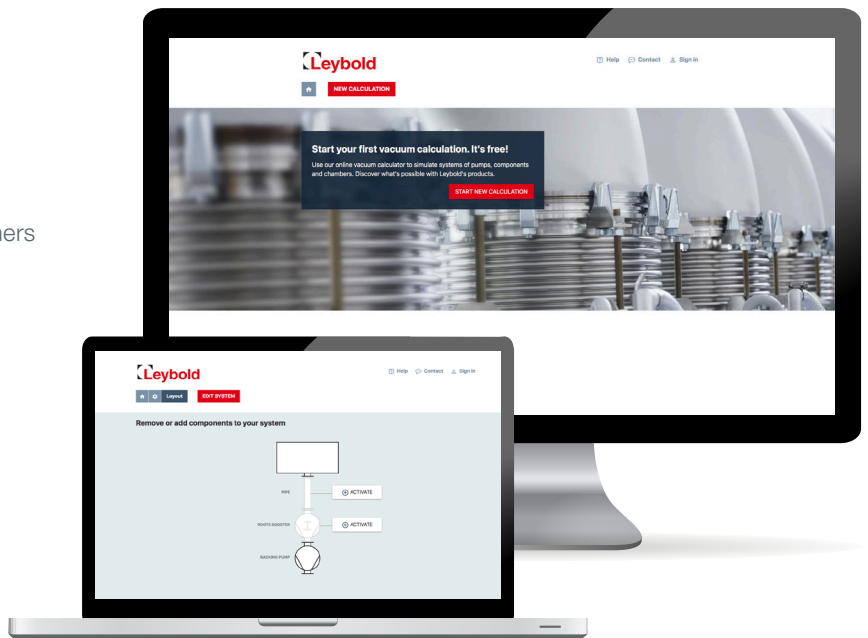 Leybold
Help Contact Sign in
NEW CALCULATION
Start your first vacuum calculation. It's free!
Use our online vacuum calculator to simulate systems of pumps, components
and chambers. Discover what's possible with Leybold's products.
START NEW CALCULATION
ers
Leybold
Help Contact Sign in
Layout EDIT SYSTEM
Remove or add components to your system
PIPE ACTIVATE
ROOTS BOOSTER ACTIVATE
BACKING PUMP